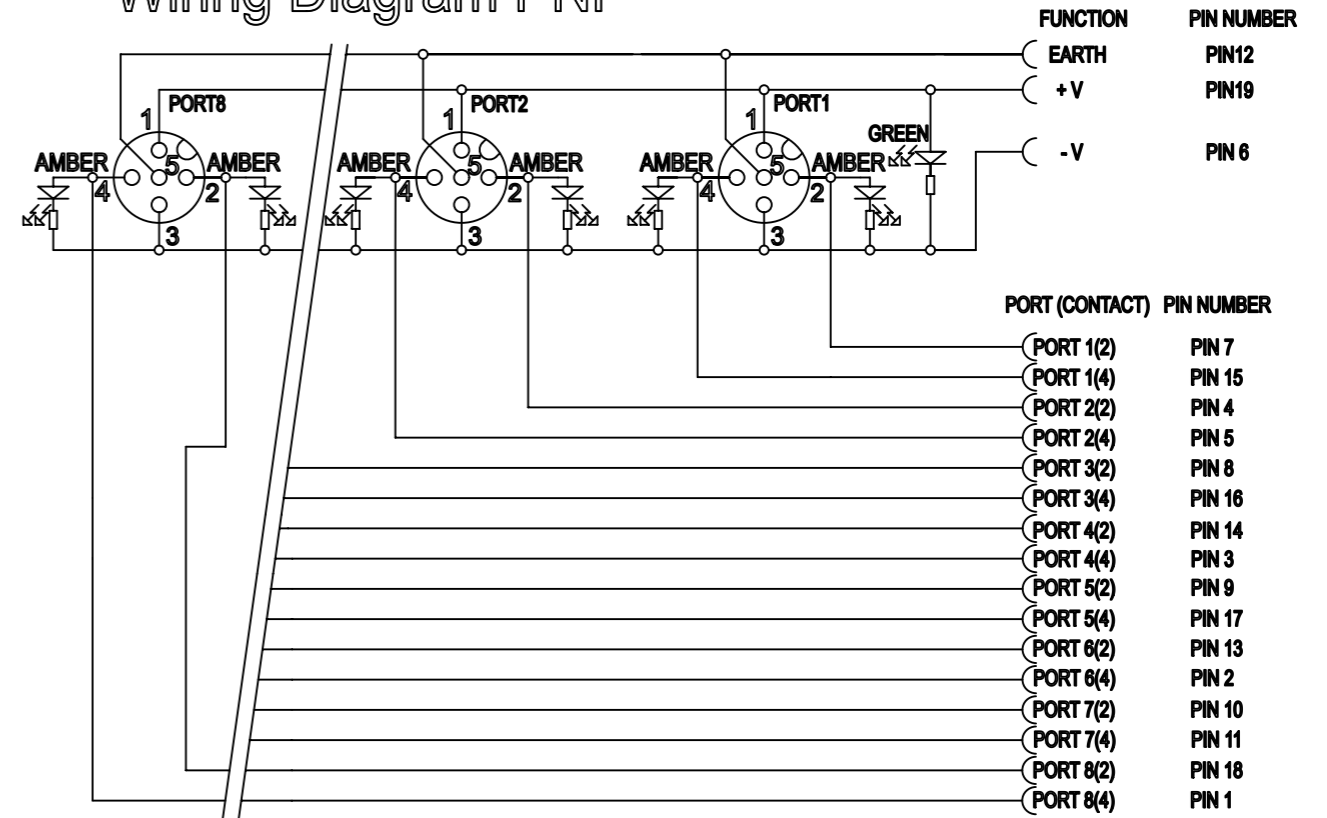 Wiring Diagram PNP
FUNCTION PIN NUMBER
EARTH PIN12
+ V PIN19
- V PIN 6
PORT8 PORT2 PORT1
1 1 1
GREEN
AMBER 5 AMBER AMBER 5 AMBER AMBER 5 AMBER
4 2 4 2 4 2
3 3 3
PORT (CONTACT) PIN NUMBER
PORT 1(2) PIN 7
PORT 1(4) PIN 15
PORT 2(2) PIN 4
PORT 2(4) PIN 5
PORT 3(2) PIN 8
PORT 3(4) PIN 16
PORT 4(2) PIN 14
PORT 4(4) PIN 3
PORT 5(2) PIN 9
PORT 5(4) PIN 17
PORT 6(2) PIN 13
PORT 6(4) PIN 2
PORT 7(2) PIN 10
PORT 7(4) PIN 11
PORT 8(2) PIN 18
PORT 8(4) PIN 1